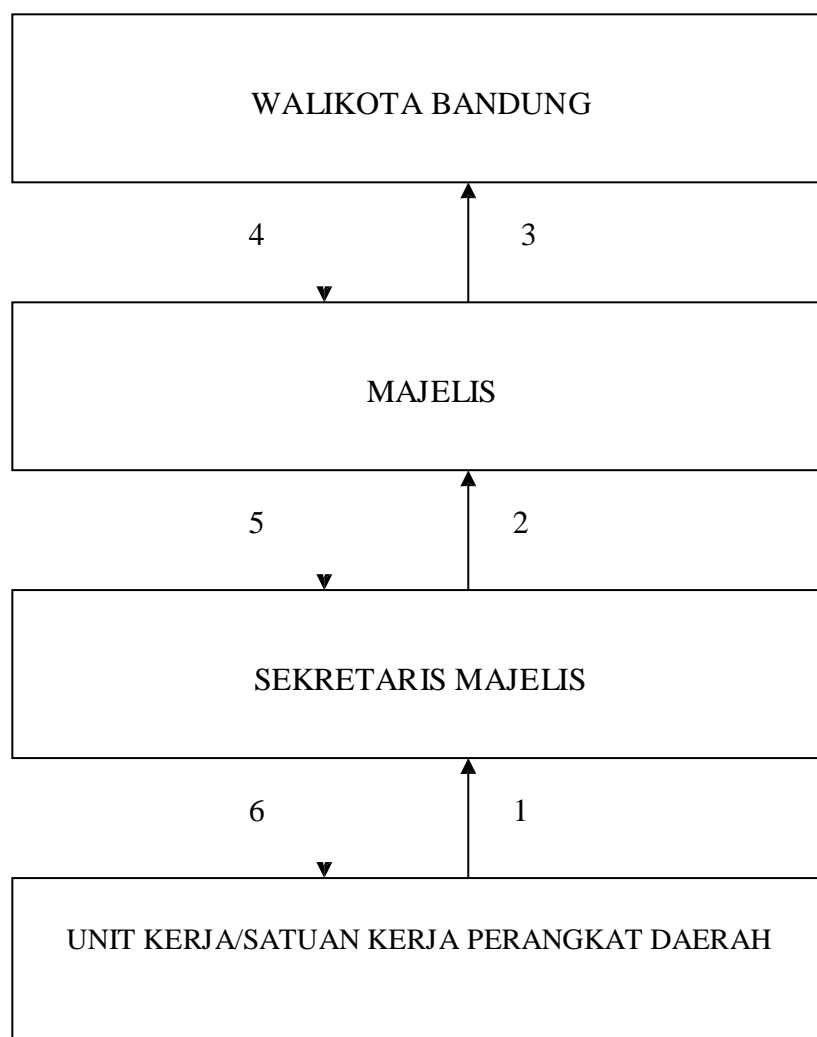 WALIKOTA BANDUNG
4 3
MAJELIS
5 2
SEKRETARIS MAJELIS
6 1
UNIT KERJA/SATUAN KERJA PERANGKAT DAERAH